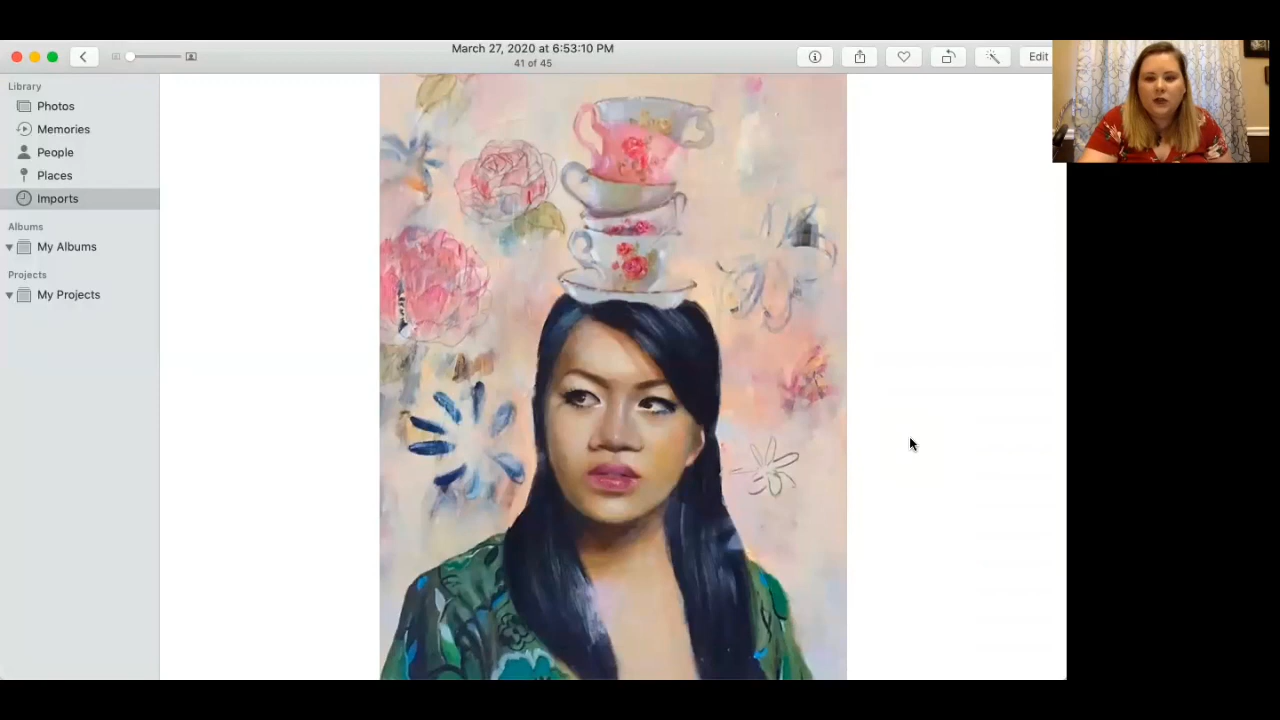 March 27, 2020 at 6:53:10 PM
41 of 45
Edit
Library
Photos
Memories
People
Places
Imports
Albums
My Albums
Projects
My Projects